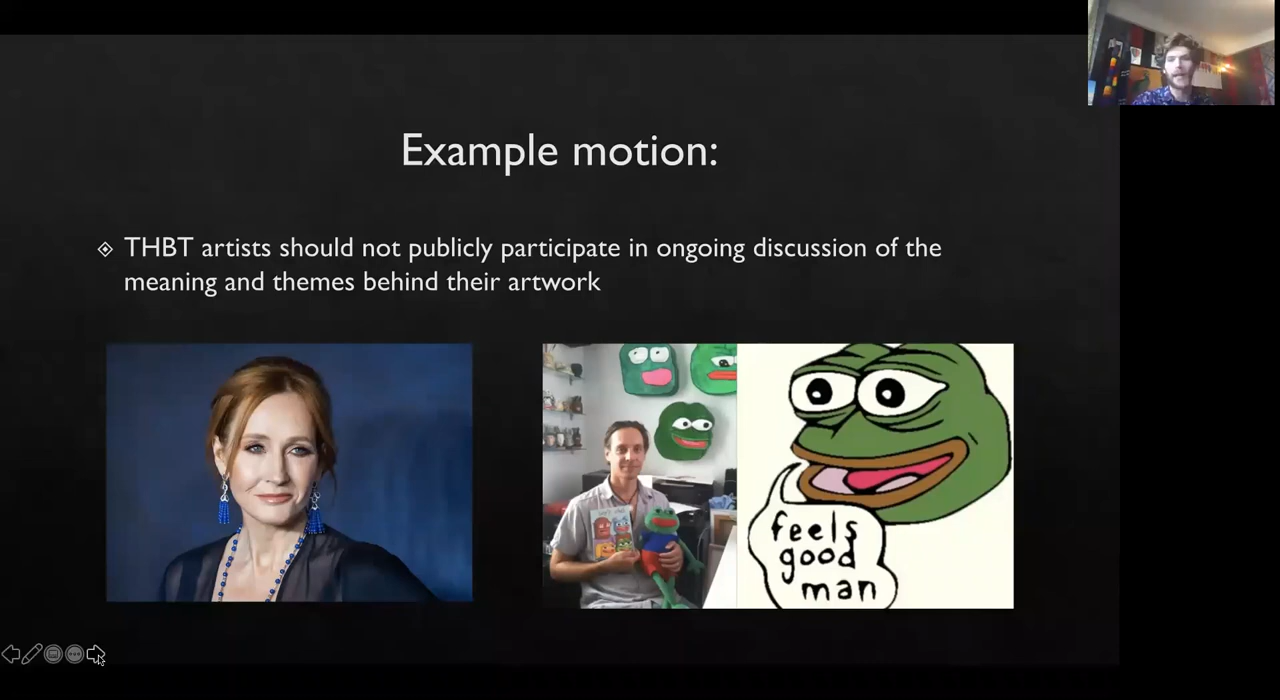 Example motion:
THBT artists should not publicly participate in ongoing discussion of the
meaning and themes behind their artwork
feels
good
man